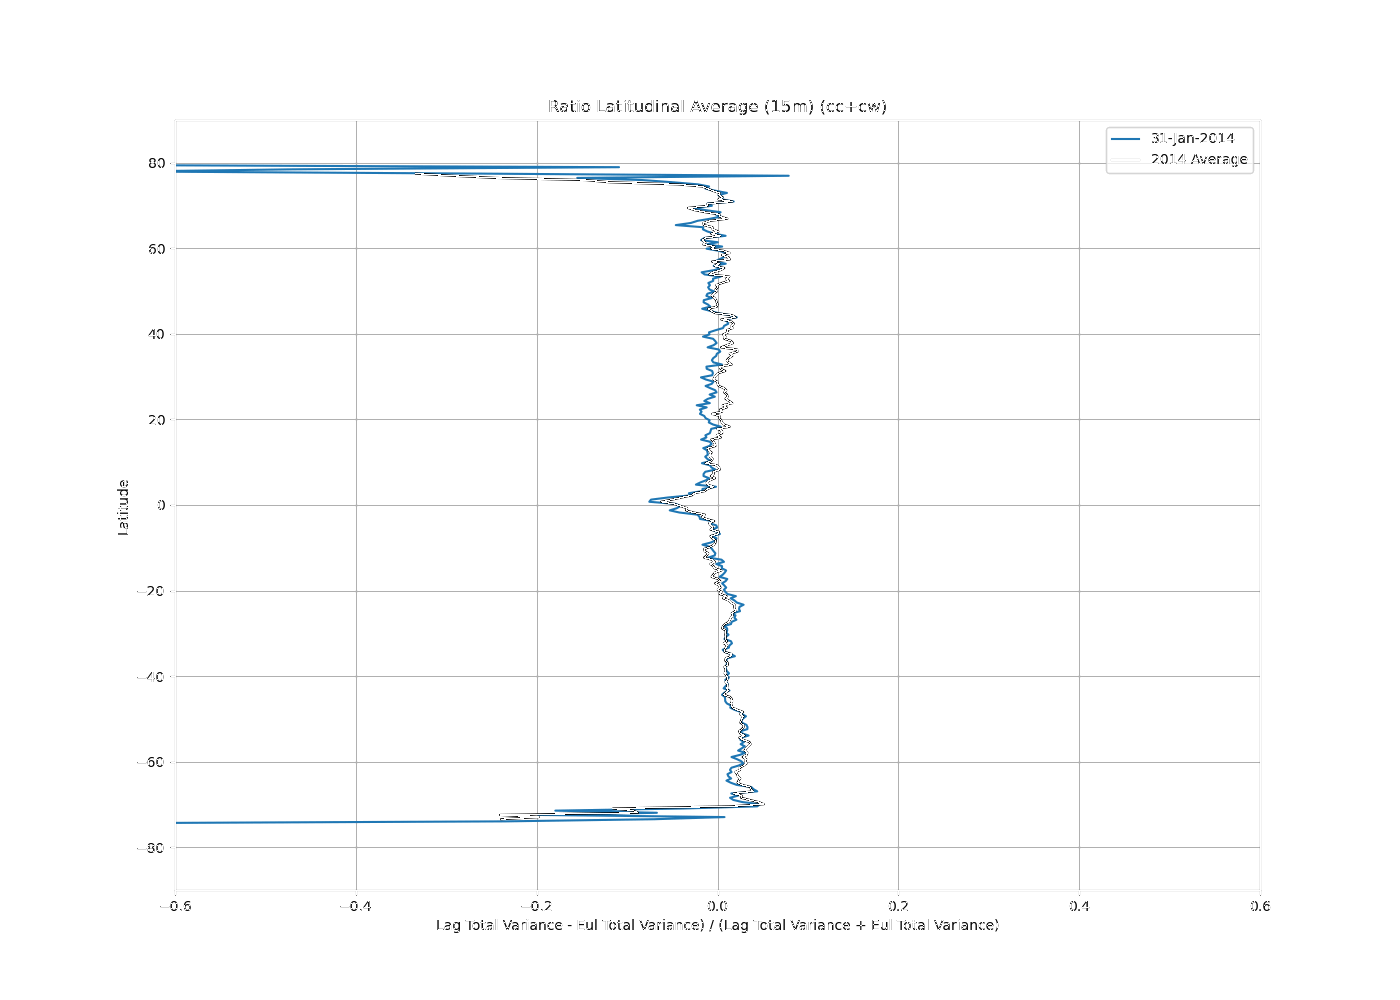 Ratio Latitudinal Average (15m) (cc+cw)
31-Jan-2014
2014 Average
80
60
40
20
0
−20
−40
−60
−80
Latitude
−0.6 −0.4 −0.2 0.0 0.2 0.4 0.6
Lag Total Variance - Ful Total Variance) / (Lag Total Variance + Ful Total Variance)